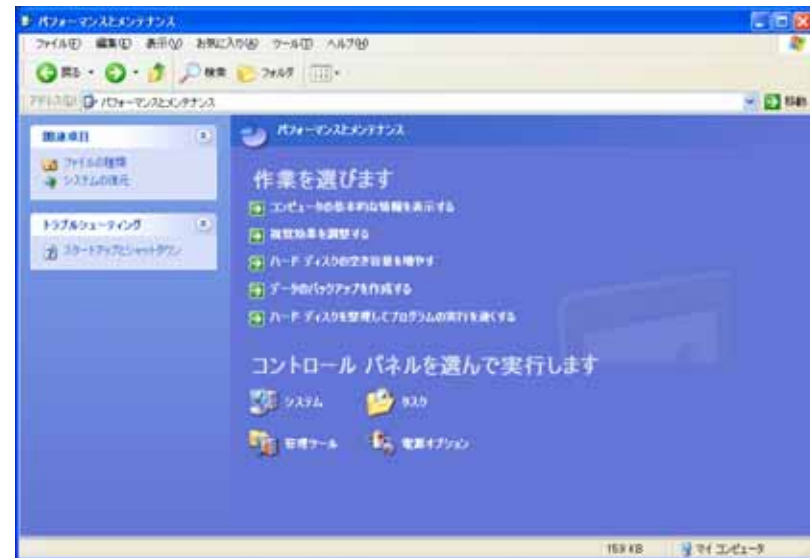 パフォーマンスとメンテナンス
ファイル(F) 編集(E) 表示(V) お気に入り(A) ツール(T) ヘルプ(H)
戻る 検索 フォルダ
アドレス(D) パフォーマンスとメンテナンス 移動
関連項目
ファイルの種類
システムの復元
トラブルシューティング
スタートアップとシャットダウン
パフォーマンスとメンテナンス
作業を選びます
コンピュータの基本的な情報を表示する
視覚効果を調整する
ハード ディスクの空き容量を増やす
データのバックアップを作成する
ハード ディスクを整理してプログラムの実行を速くする
コントロール パネルを選んで実行します
システム タスク
管理ツール 電源オプション
マイ コンピュータ